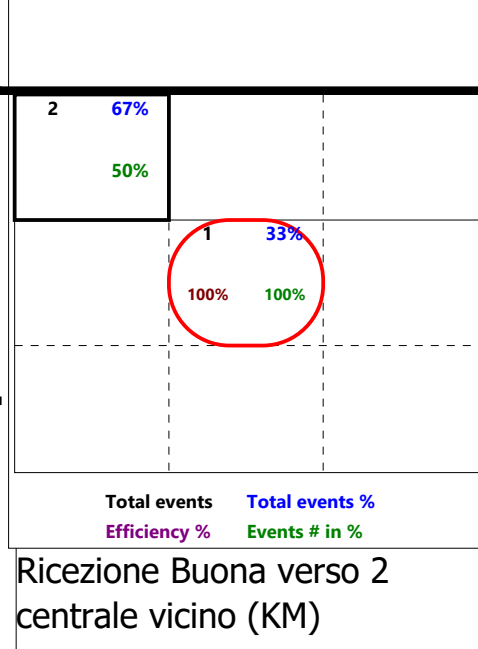 2 67%
50%
1 33%
100% 100%
Total events Total events %
Efficiency % Events # in %
Ricezione Buona verso 2
centrale vicino (KM)